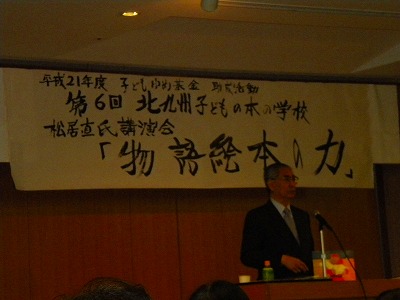 平成21年度 子どもゆめ基金 助成活動
第6回 北九州子どもの本の学校
松居直氏講演会
「物語絵本の力」